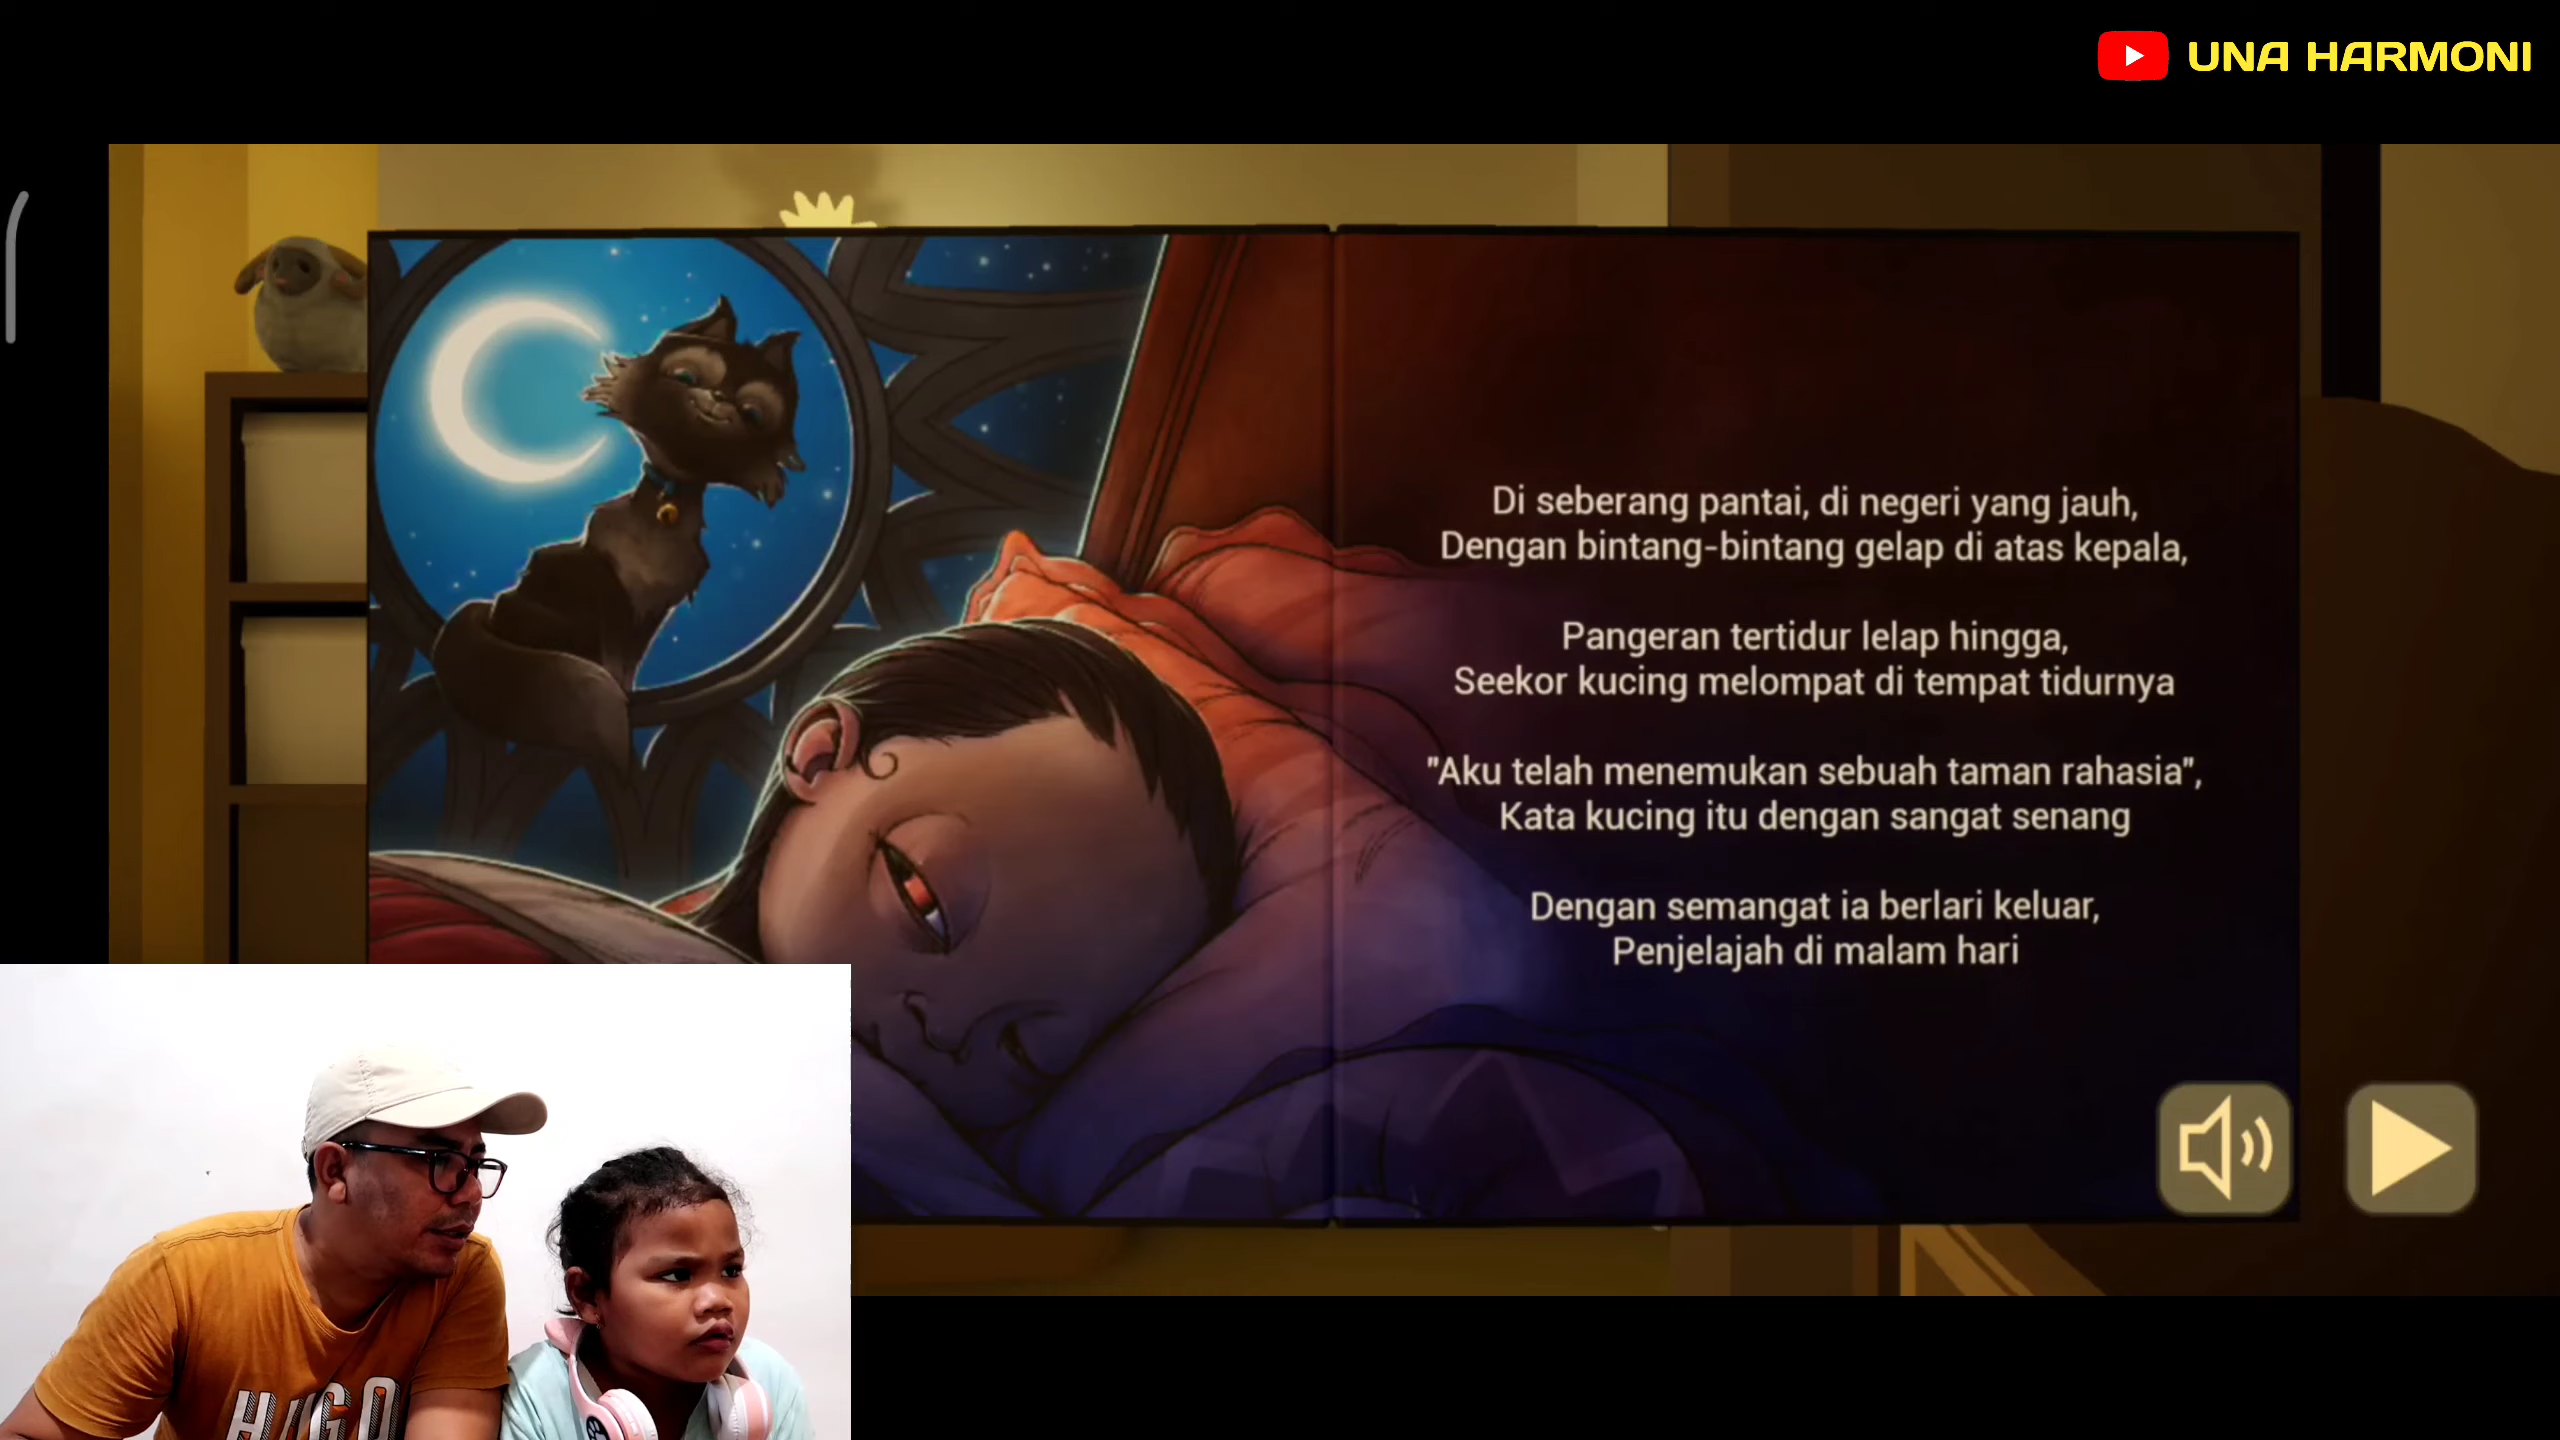 UNA HARMONI
Di seberang pantai, di negeri yang jauh,
Dengan bintang-bintang gelap di atas kepala,
Pangeran tertidur lelap hingga,
Seekor kucing melompat di tempat tidurnya
"Aku telah menemukan sebuah taman rahasia",
Kata kucing itu dengan sangat senang
Dengan semangat ia berlari keluar,
Penjelajah di malam hari